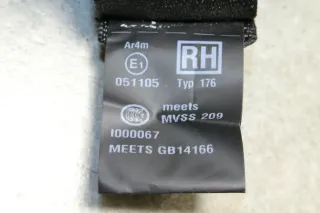 Ar4m
E1
051105
RH
Typ 176
meets
MVSS 209
I000067
MEETS GB14166